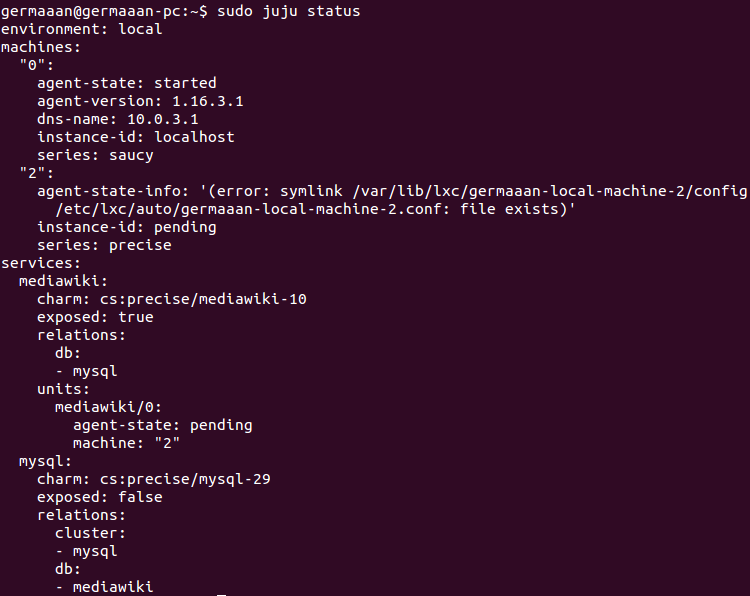 germaaan@germaaan-pc:~$ sudo juju status
environment: local
machines:
  "0":
    agent-state: started
    agent-version: 1.16.3.1
    dns-name: 10.0.3.1
    instance-id: localhost
    series: saucy
  "2":
    agent-state-info: '(error: symlink /var/lib/lxc/germaaan-local-machine-2/config
      /etc/lxc/auto/germaaan-local-machine-2.conf: file exists)'
    instance-id: pending
    series: precise
services:
  mediawiki:
    charm: cs:precise/mediawiki-10
    exposed: true
    relations:
      db:
      - mysql
    units:
      mediawiki/0:
        agent-state: pending
        machine: "2"
  mysql:
    charm: cs:precise/mysql-29
    exposed: false
    relations:
      cluster:
      - mysql
      db:
      - mediawiki